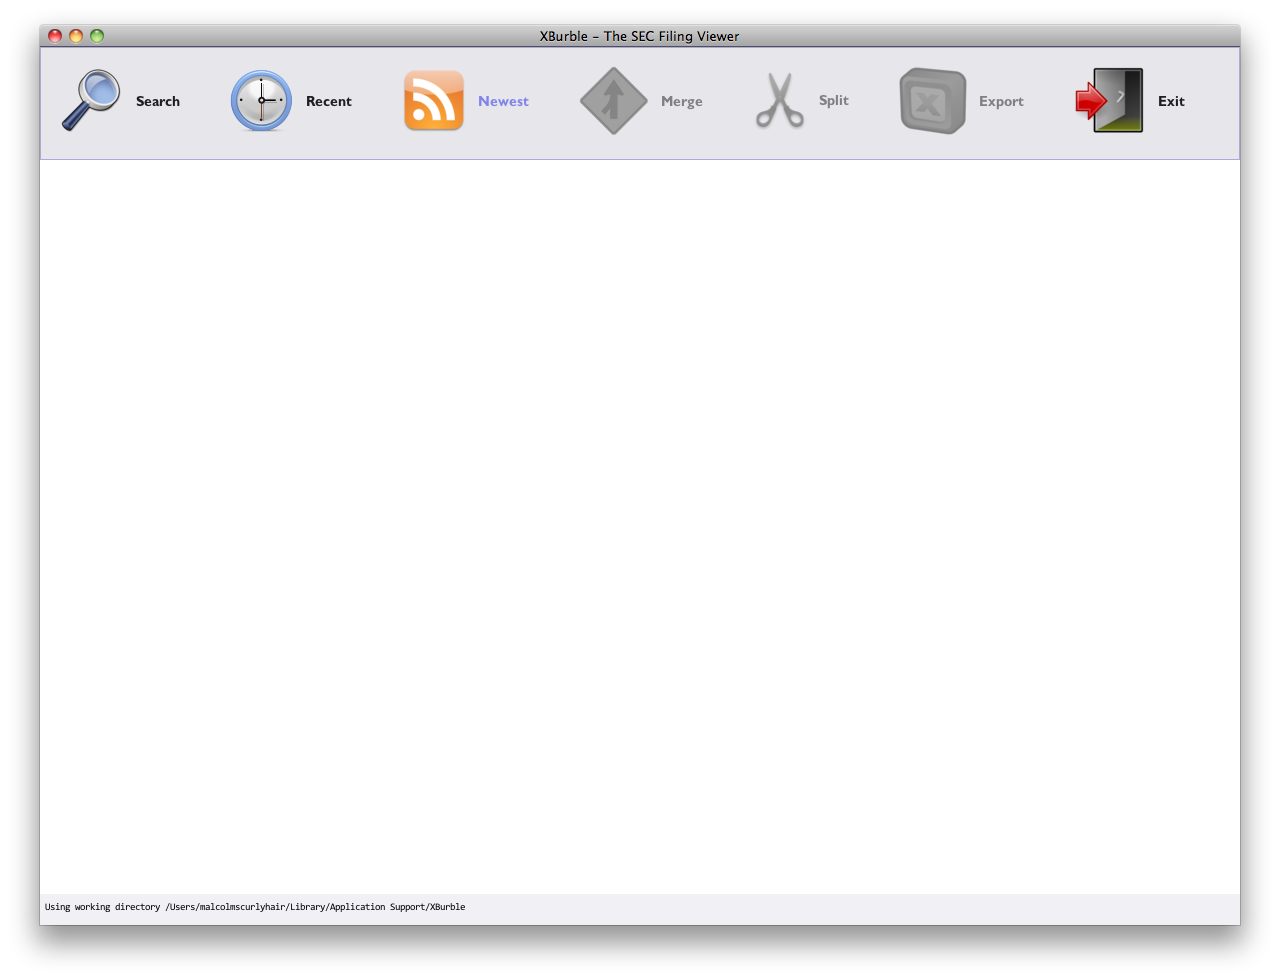 XBurble – The SEC Filing Viewer
Search Recent Newest Merge Split Export Exit
Using working directory /Users/malcolmscurlyhair/Library/Application Support/XBurble